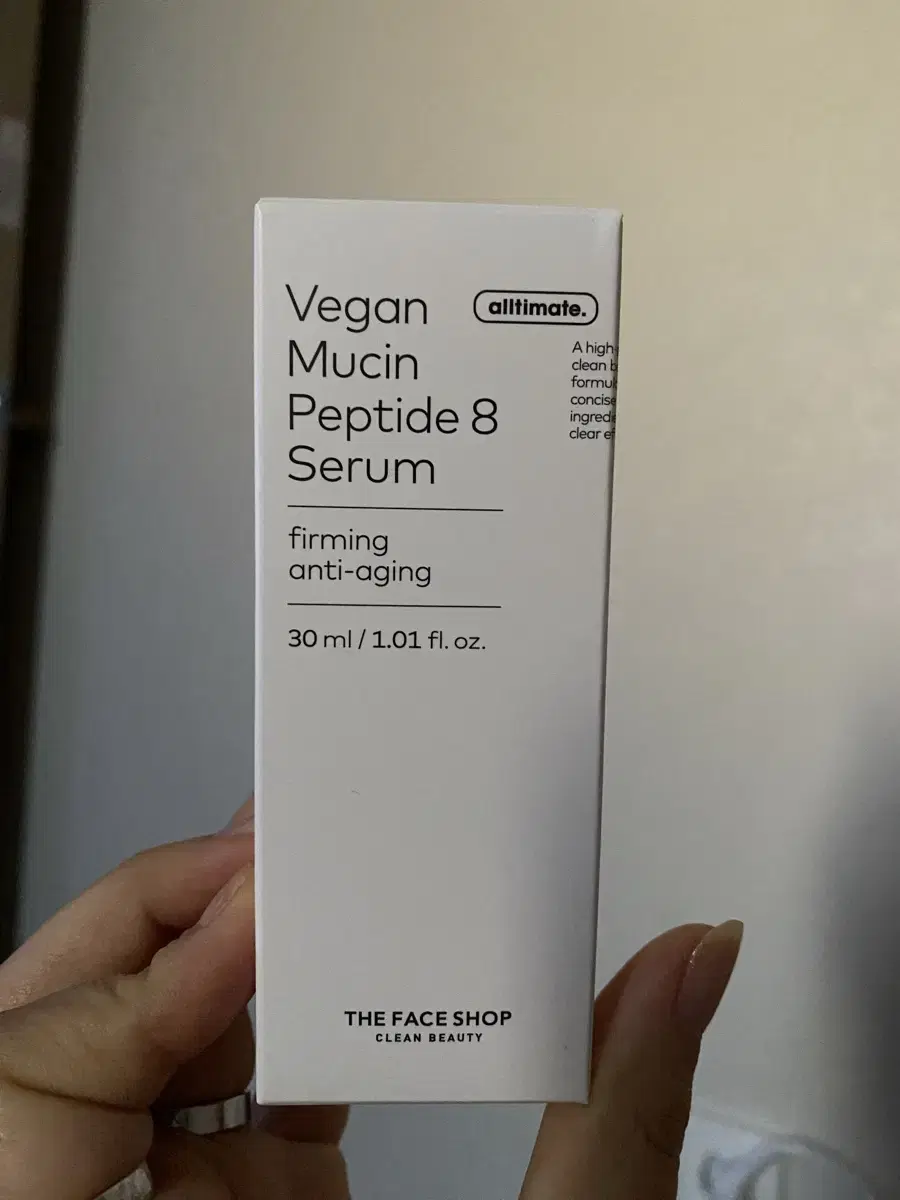 Vegan
Mucin
Peptide 8
Serum
alltimate.
A high
clean
concise
clear
firming
anti-aging
30 ml / 1.01 fl. oz.
THE FACE SHOP
CLEAN BEAUTY